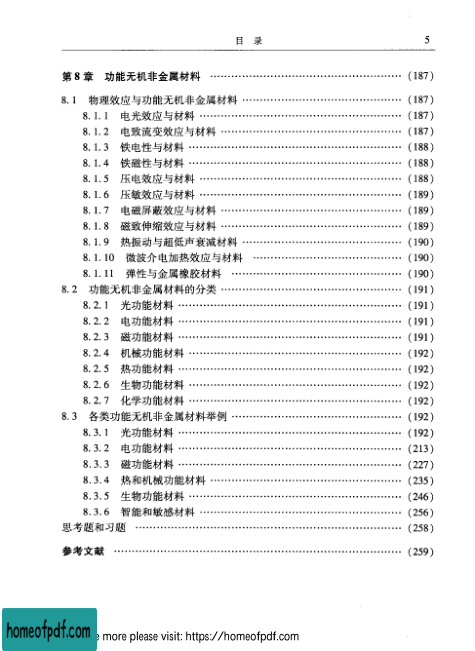 目 录 5
第8章 功能无机非金属材料 (187)
8.1 物理效应与功能无机非金属材料 (187)
8.1.1 电光效应与材料 (187)
8.1.2 电致流变效应与材料 (187)
8.1.3 铁电性与材料 (188)
8.1.4 铁磁性与材料 (188)
8.1.5 压电效应与材料 (188)
8.1.6 压敏效应与材料 (189)
8.1.7 电磁屏蔽效应与材料 (189)
8.1.8 磁致伸缩效应与材料 (189)
8.1.9 热振动与超低声衰减材料 (190)
8.1.10 微波介电加热效应与材料 (190)
8.1.11 弹性与金属橡胶材料 (190)
8.2 功能无机非金属材料的分类 (191)
8.2.1 光功能材料 (191)
8.2.2 电功能材料 (191)
8.2.3 磁功能材料 (191)
8.2.4 机械功能材料 (192)
8.2.5 热功能材料 (192)
8.2.6 生物功能材料 (192)
8.2.7 化学功能材料 (192)
8.3 各类功能无机非金属材料举例 (192)
8.3.1 光功能材料 (192)
8.3.2 电功能材料 (213)
8.3.3 磁功能材料 (227)
8.3.4 热和机械功能材料 (235)
8.3.5 生物功能材料 (246)
8.3.6 智能和敏感材料 (256)
思考题和习题 (258)
参考文献 (259)
homeofpdf.com more please visit: https://homeofpdf.com